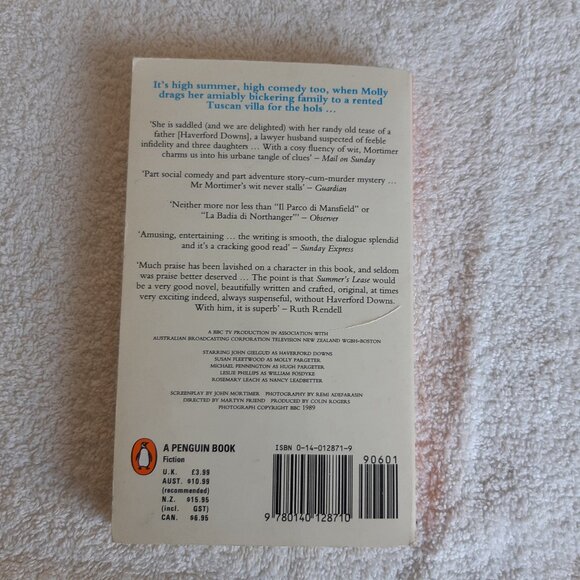 It's high summer, high comedy too, when Molly
drags her amiably bickering family to a rented
Tuscan villa for the hols ...
'She is saddled (and we are delighted) with her randy old tease of a
father [Haverford Downs], a lawyer husband suspected of feeble
infidelity and three daughters ... With a cosy fluency of wit, Mortimer
charms us into his urbane tangle of clues' – Mail on Sunday
'Part social comedy and part adventure story-cum-murder mystery ...
Mr Mortimer's wit never stalls' – Guardian
'Neither more nor less than "Il Parco di Mansfield" or
"La Badia di Northanger"' – Observer
'Amusing, entertaining ... the writing is smooth, the dialogue splendid
and it's a cracking good read' – Sunday Express
'Much praise has been lavished on a character in this book, and seldom
was praise better deserved ... The point is that Summer's Lease would
be a very good novel, beautifully written and crafted, original, at times
very exciting indeed, always suspenseful, without Haverford Downs.
With him, it is superb' – Ruth Rendell
A BBC TV PRODUCTION IN ASSOCIATION WITH
AUSTRALIAN BROADCASTING CORPORATION TELEVISION NEW ZEALAND WGBH-BOSTON
STARRING JOHN GIELGUD AS HAVERFORD DOWNS
SUSAN FLEETWOOD AS MOLLY PARGETER
MICHAEL PENNINGTON AS HUGH PARGETER
LESLIE PHILLIPS AS WILLIAM FOSDYKE
ROSEMARY LEACH AS NANCY LEADBETTER
SCREENPLAY BY JOHN MORTIMER PHOTOGRAPHY BY REMI ADEFARASIN
DIRECTED BY MARTYN FRIEND PRODUCED BY COLIN ROGERS
PHOTOGRAPH COPYRIGHT BBC 1989
A PENGUIN BOOK
Fiction
U.K. £3.99
AUST. $10.99
(recommended)
N.Z. $15.95
(incl. GST)
CAN. $6.95
ISBN 0-14-012871-9
90601
9 780140 128710